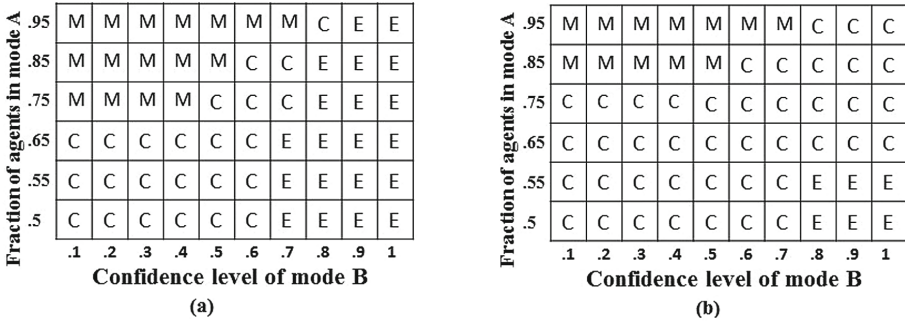 Fraction of agents in mode A
.95 M M M M M M M C E E
.85 M M M M M C C E E E
.75 M M M M C C C E E E
.65 C C C C C C E E E E
.55 C C C C C C E E E E
.5 C C C C C C E E E E
.1 .2 .3 .4 .5 .6 .7 .8 .9 1
Confidence level of mode B
(a)
Fraction of agents in mode A
.95 M M M M M M M C C C
.85 M M M M M C C C C C
.75 C C C C C C C C C C
.65 C C C C C C C C C C
.55 C C C C C C C E E E
.5 C C C C C C C E E E
.1 .2 .3 .4 .5 .6 .7 .8 .9 1
Confidence level of mode B
(b)